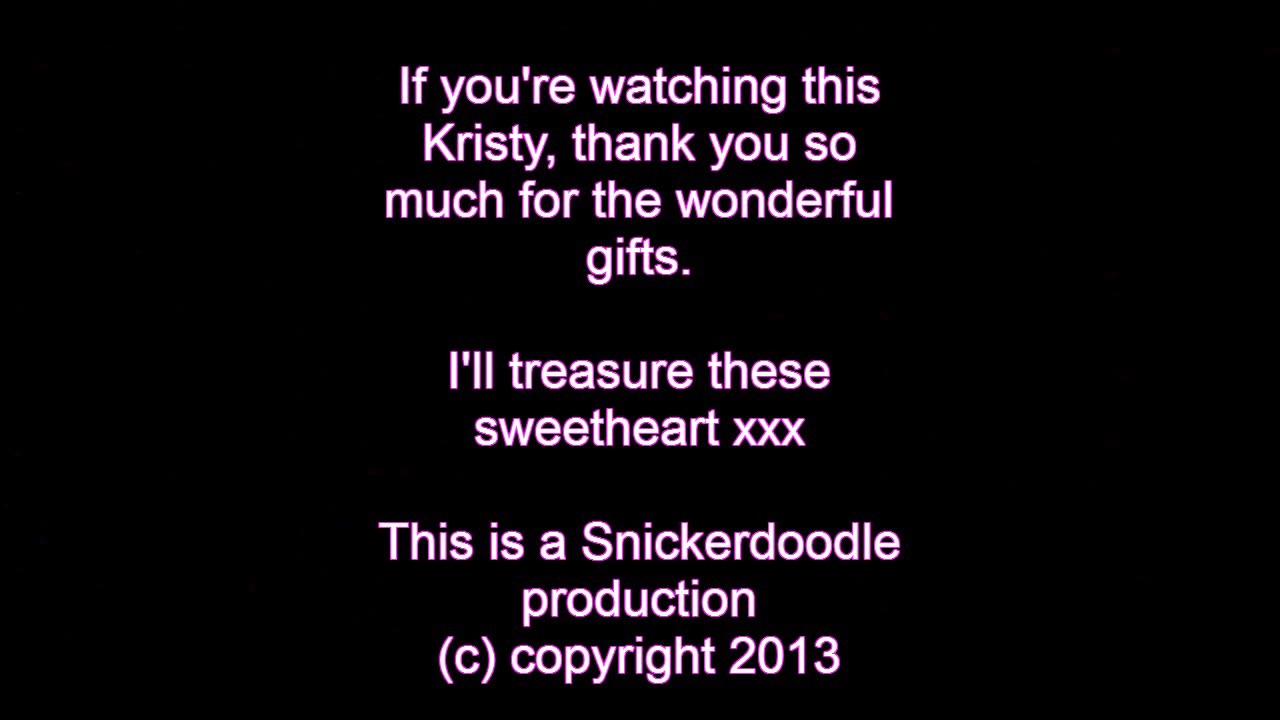 If you're watching this
Kristy, thank you so
much for the wonderful
gifts.
I'll treasure these
sweetheart xxx
This is a Snickerdoodle
production
(c) copyright 2013